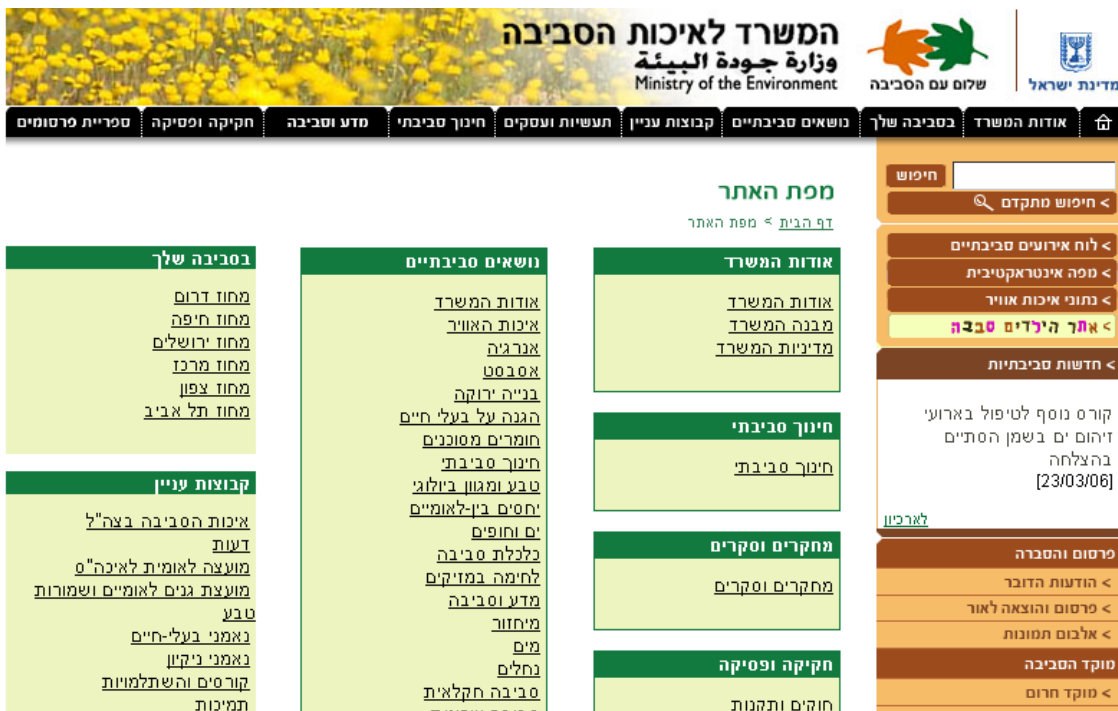 המשרד לאיכות הסביבה
وزارة جودة البيئة
Ministry of the Environment
שלום עם הסביבה
מדינת ישראל
אודות המשרד
בסביבה שלך
נושאים סביבתיים
קבוצות עניין
תעשיות ועסקים
חינוך סביבתי
מדע וסביבה
חקיקה ופסיקה
ספריית פרסומים
חיפוש
> חיפוש מתקדם
> לוח אירועים סביבתיים
> מפה אינטראקטיבית
> נתוני איכות אוויר
> אתר הילדים סבבה
> חדשות סביבתיות
קורס נוסף לטיפול בארועי
זיהום ים בשמן הסתיים
בהצלחה
[23/03/06]
לארכיון
פרסום והסברה
> הודעות הדובר
> פרסום והוצאה לאור
> אלבום תמונות
מוקד הסביבה
> מוקד חרום
מפת האתר
דף הבית > מפת האתר
אודות המשרד
אודות המשרד
מבנה המשרד
מדיניות המשרד
חינוך סביבתי
חינוך סביבתי
מחקרים וסקרים
מחקרים וסקרים
חקיקה ופסיקה
חוקים ותקנות
נושאים סביבתיים
אודות המשרד
איכות האוויר
אנרגיה
אסבסט
בנייה ירוקה
הגנה על בעלי חיים
חומרים מסוכנים
חינוך סביבתי
טבע ומגוון ביולוגי
יחסים בין-לאומיים
ים וחופים
כלכלת סביבה
לחימה במזיקים
מדע וסביבה
מיחזור
מים
נחלים
סביבה חקלאית
בסביבה שלך
מחוז דרום
מחוז חיפה
מחוז ירושלים
מחוז מרכז
מחוז צפון
מחוז תל אביב
קבוצות עניין
איכות הסביבה בצה"ל
דעות
מועצה לאומית לאיכה"ס
מועצת גנים לאומיים ושמורות
טבע
נאמני בעלי-חיים
נאמני ניקיון
קורסים והשתלמויות
תמיכות